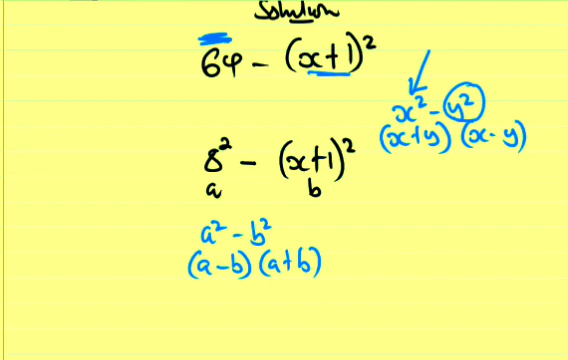 Solution
64 - (x+1)²
x² - y²
(x+y) (x-y)
8² - (x+1)²
a b
a² - b²
(a-b) (a+b)